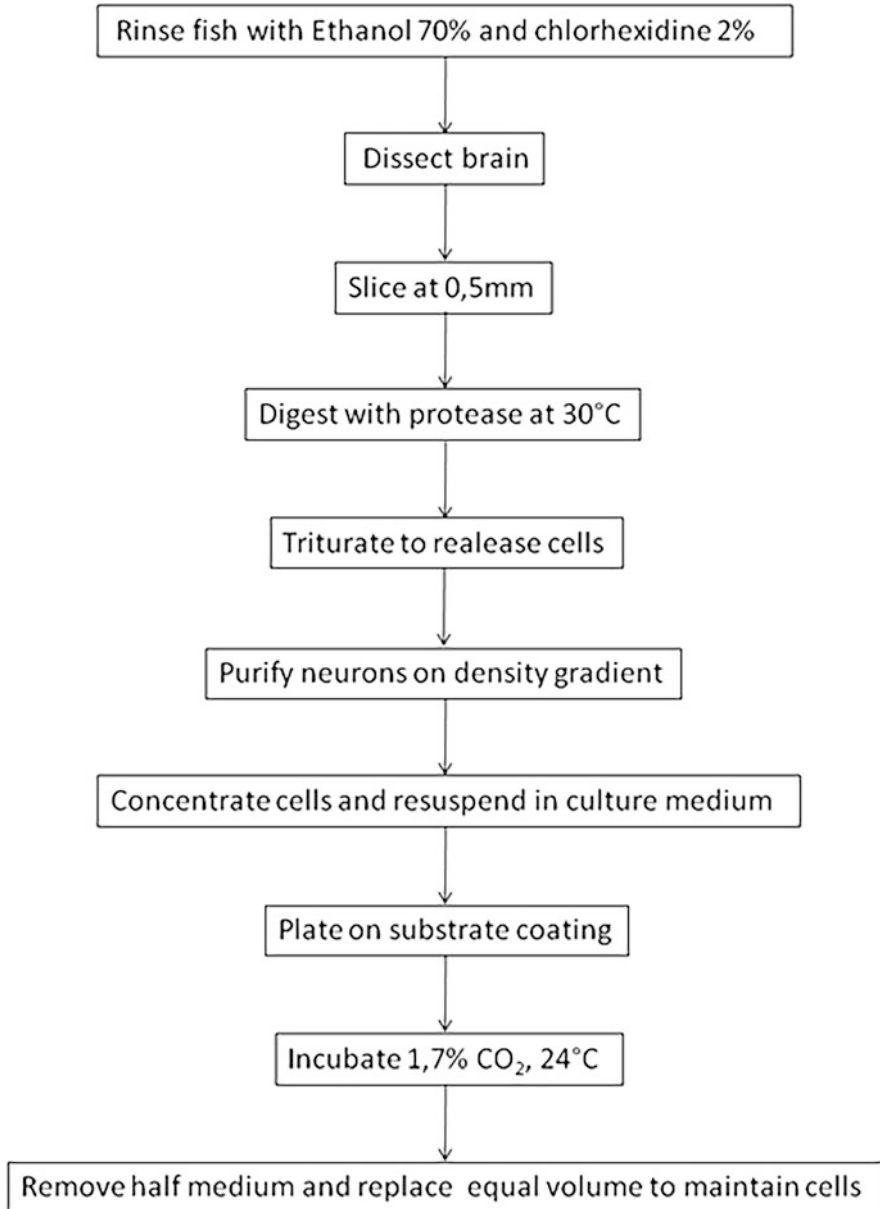 Rinse fish with Ethanol 70% and chlorhexidine 2%
Dissect brain
Slice at 0,5mm
Digest with protease at 30°C
Triturate to realease cells
Purify neurons on density gradient
Concentrate cells and resuspend in culture medium
Plate on substrate coating
Incubate 1,7% CO₂, 24°C
Remove half medium and replace equal volume to maintain cells